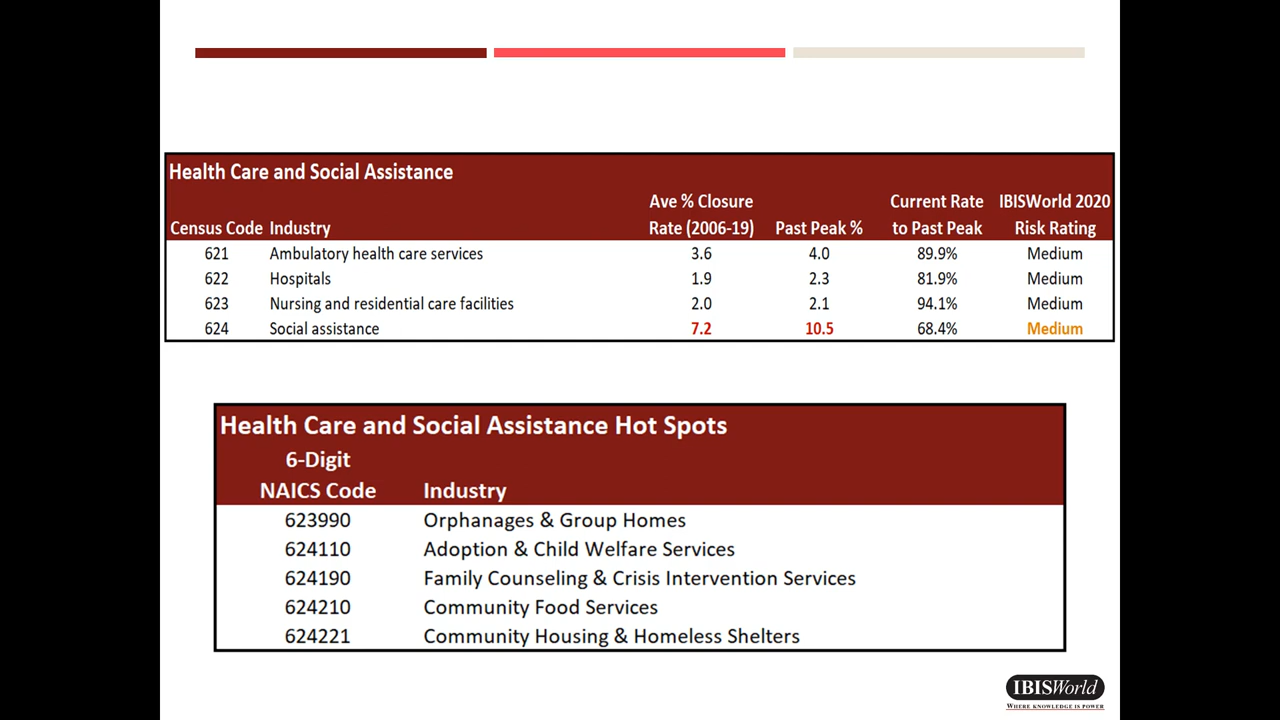 Health Care and Social Assistance
Ave % Closure Current Rate IBISWorld 2020
Census Code Industry Rate (2006-19) Past Peak % to Past Peak Risk Rating
621 Ambulatory health care services 3.6 4.0 89.9% Medium
622 Hospitals 1.9 2.3 81.9% Medium
623 Nursing and residential care facilities 2.0 2.1 94.1% Medium
624 Social assistance 7.2 10.5 68.4% Medium
Health Care and Social Assistance Hot Spots
6-Digit
NAICS Code Industry
623990 Orphanages & Group Homes
624110 Adoption & Child Welfare Services
624190 Family Counseling & Crisis Intervention Services
624210 Community Food Services
624221 Community Housing & Homeless Shelters
IBISWorld
WHERE KNOWLEDGE IS POWER